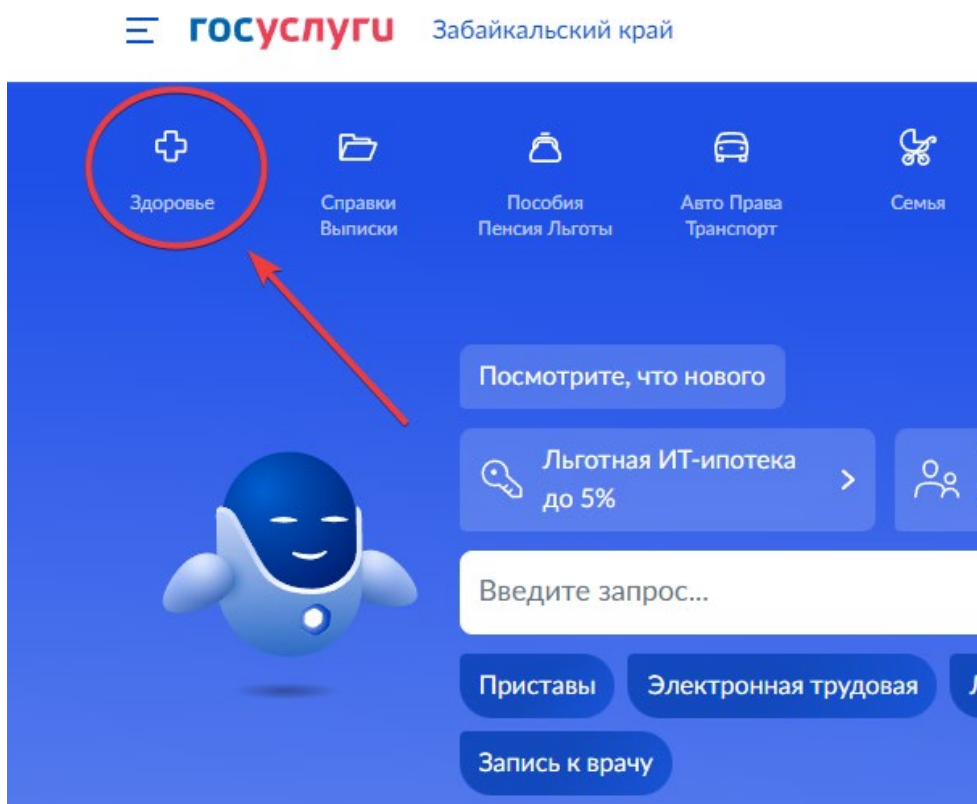 госуслуги Забайкальский край
Здоровье
Справки
Выписки
Пособия
Пенсия Льготы
Авто Права
Транспорт
Семья
Посмотрите, что нового
Льготная ИТ-ипотека
до 5%
Введите запрос...
Приставы
Электронная трудовая
Запись к врачу